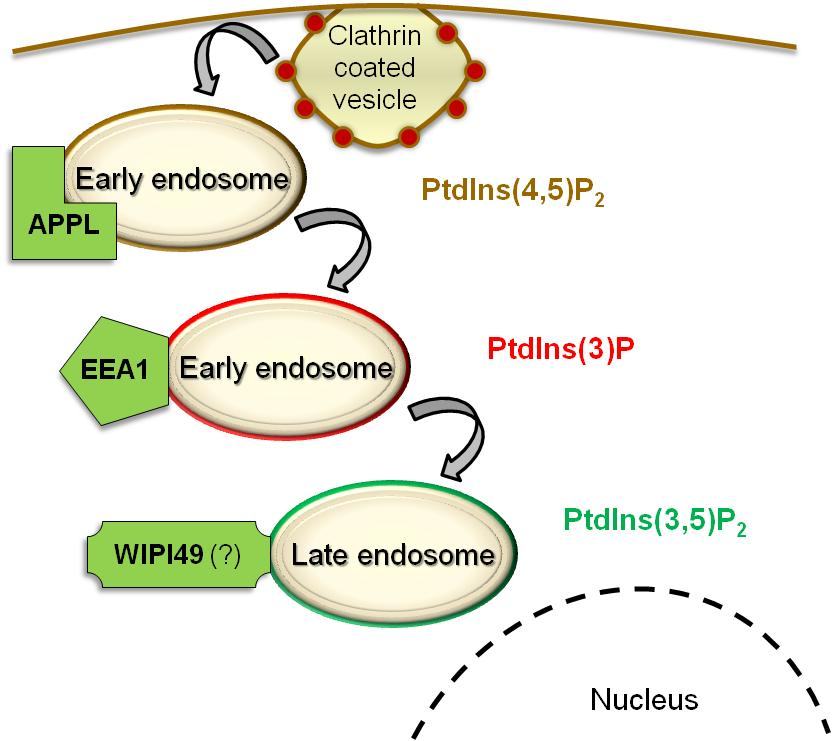 Clathrin
coated
vesicle
Early endosome
APPL
PtdIns(4,5)P₂
EEA1
Early endosome
PtdIns(3)P
WIPI49 (?)
Late endosome
PtdIns(3,5)P₂
Nucleus